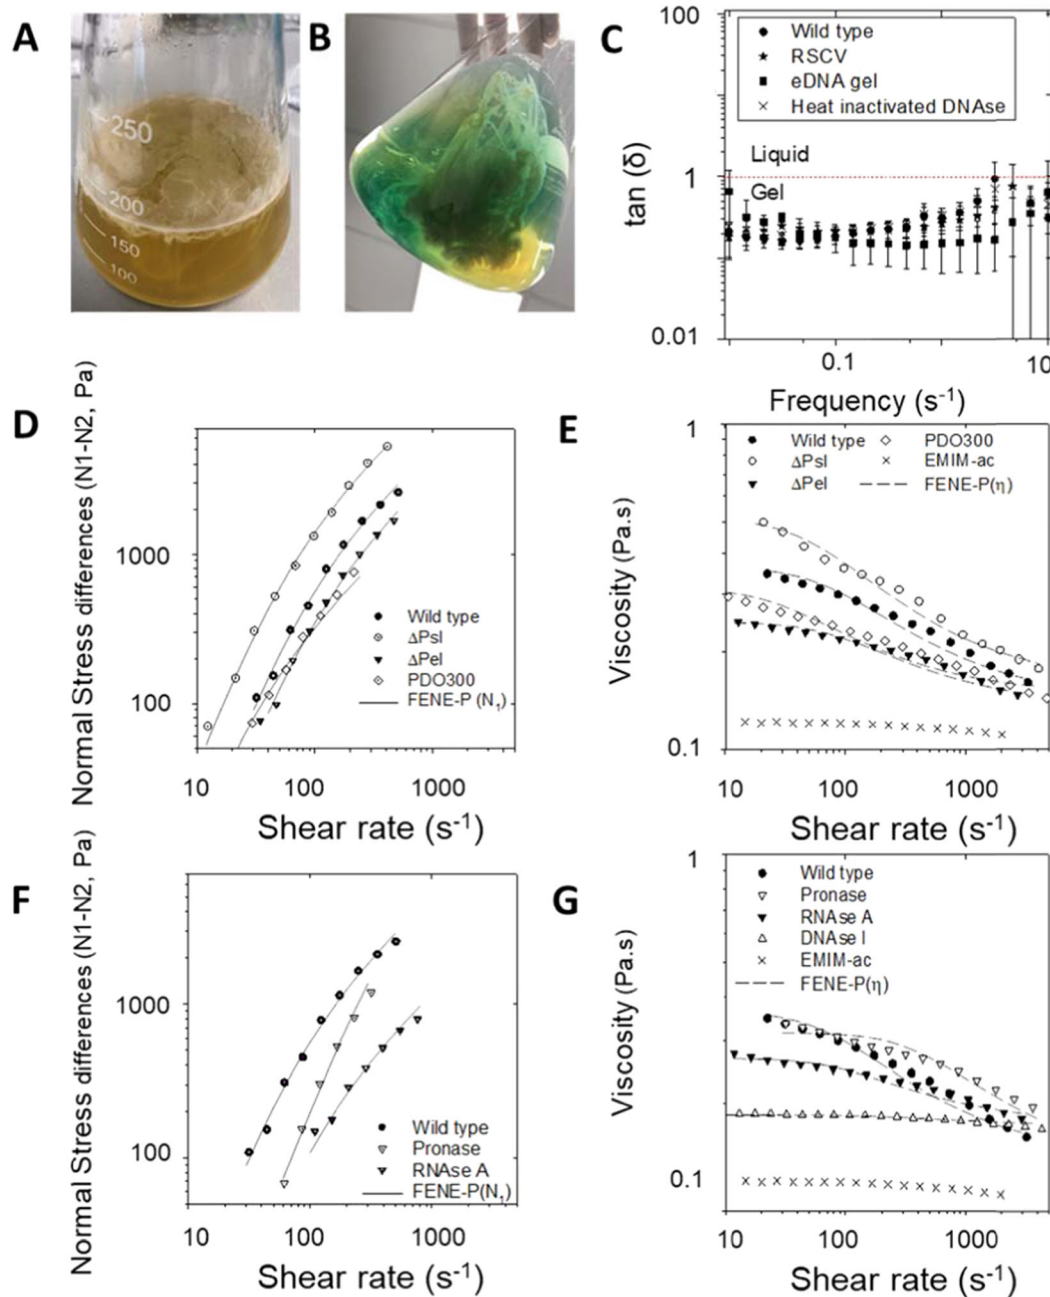 A
250
200
150
100
B
C
100
10
1
0.01
tan (δ)
Wild type
RSCV
eDNA gel
Heat inactivated DNAse
Liquid
Gel
0.1
10
Frequency (s-1)
D
Normal Stress differences (N1-N2, Pa)
1000
100
Wild type
ΔPsl
ΔPel
PDO300
FENE-P (N1)
10
100
1000
Shear rate (s-1)
E
Viscosity (Pa.s)
1
0.1
Wild type
ΔPsl
ΔPel
PDO300
EMIM-ac
FENE-P(η)
10
100
1000
Shear rate (s-1)
F
Normal Stress differences (N1-N2, Pa)
1000
100
Wild type
Pronase
RNAse A
FENE-P(N1)
10
100
1000
Shear rate (s-1)
G
Viscosity (Pa.s)
1
0.1
Wild type
Pronase
RNAse A
DNAse I
EMIM-ac
FENE-P(η)
10
100
1000
Shear rate (s-1)